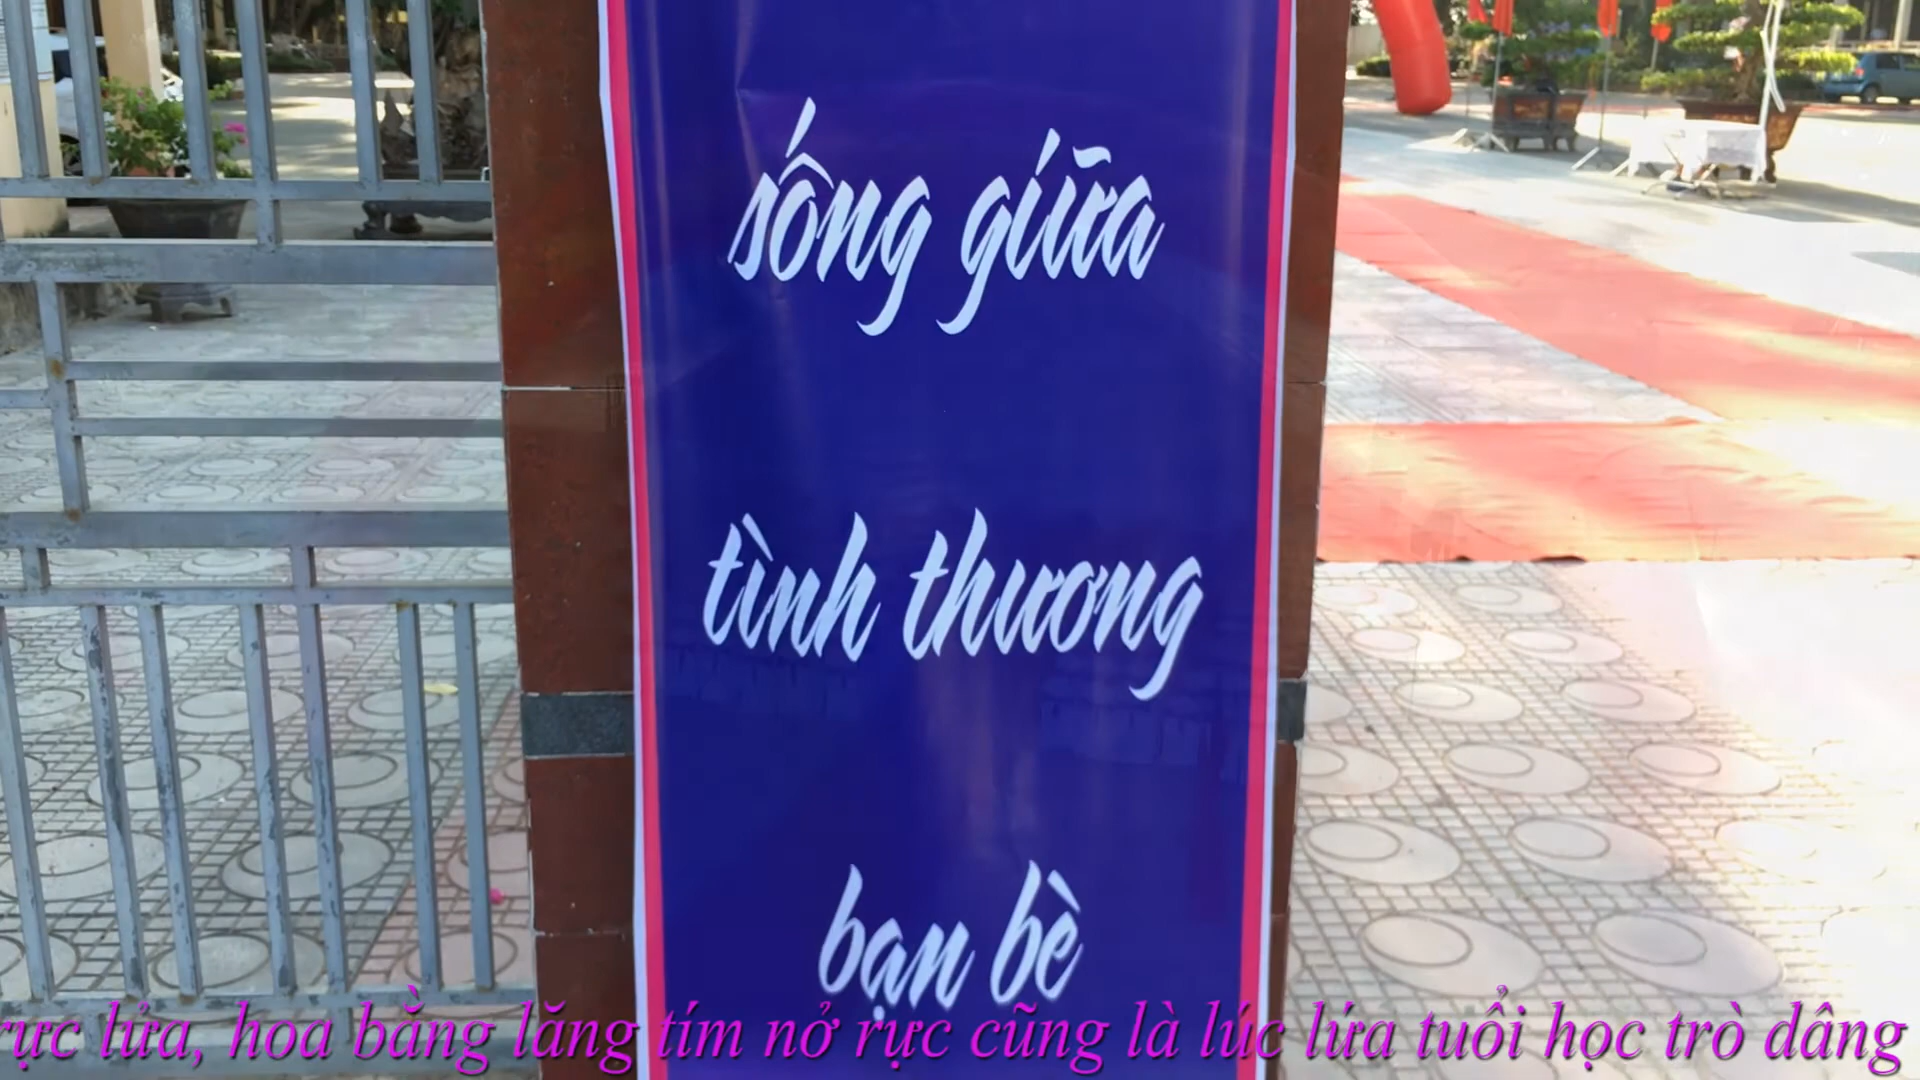 sống giữa
tình thương
bạn bè
rực lửa, hoa bằng lăng tím nở rực cũng là lúc lứa tuổi học trò dâng